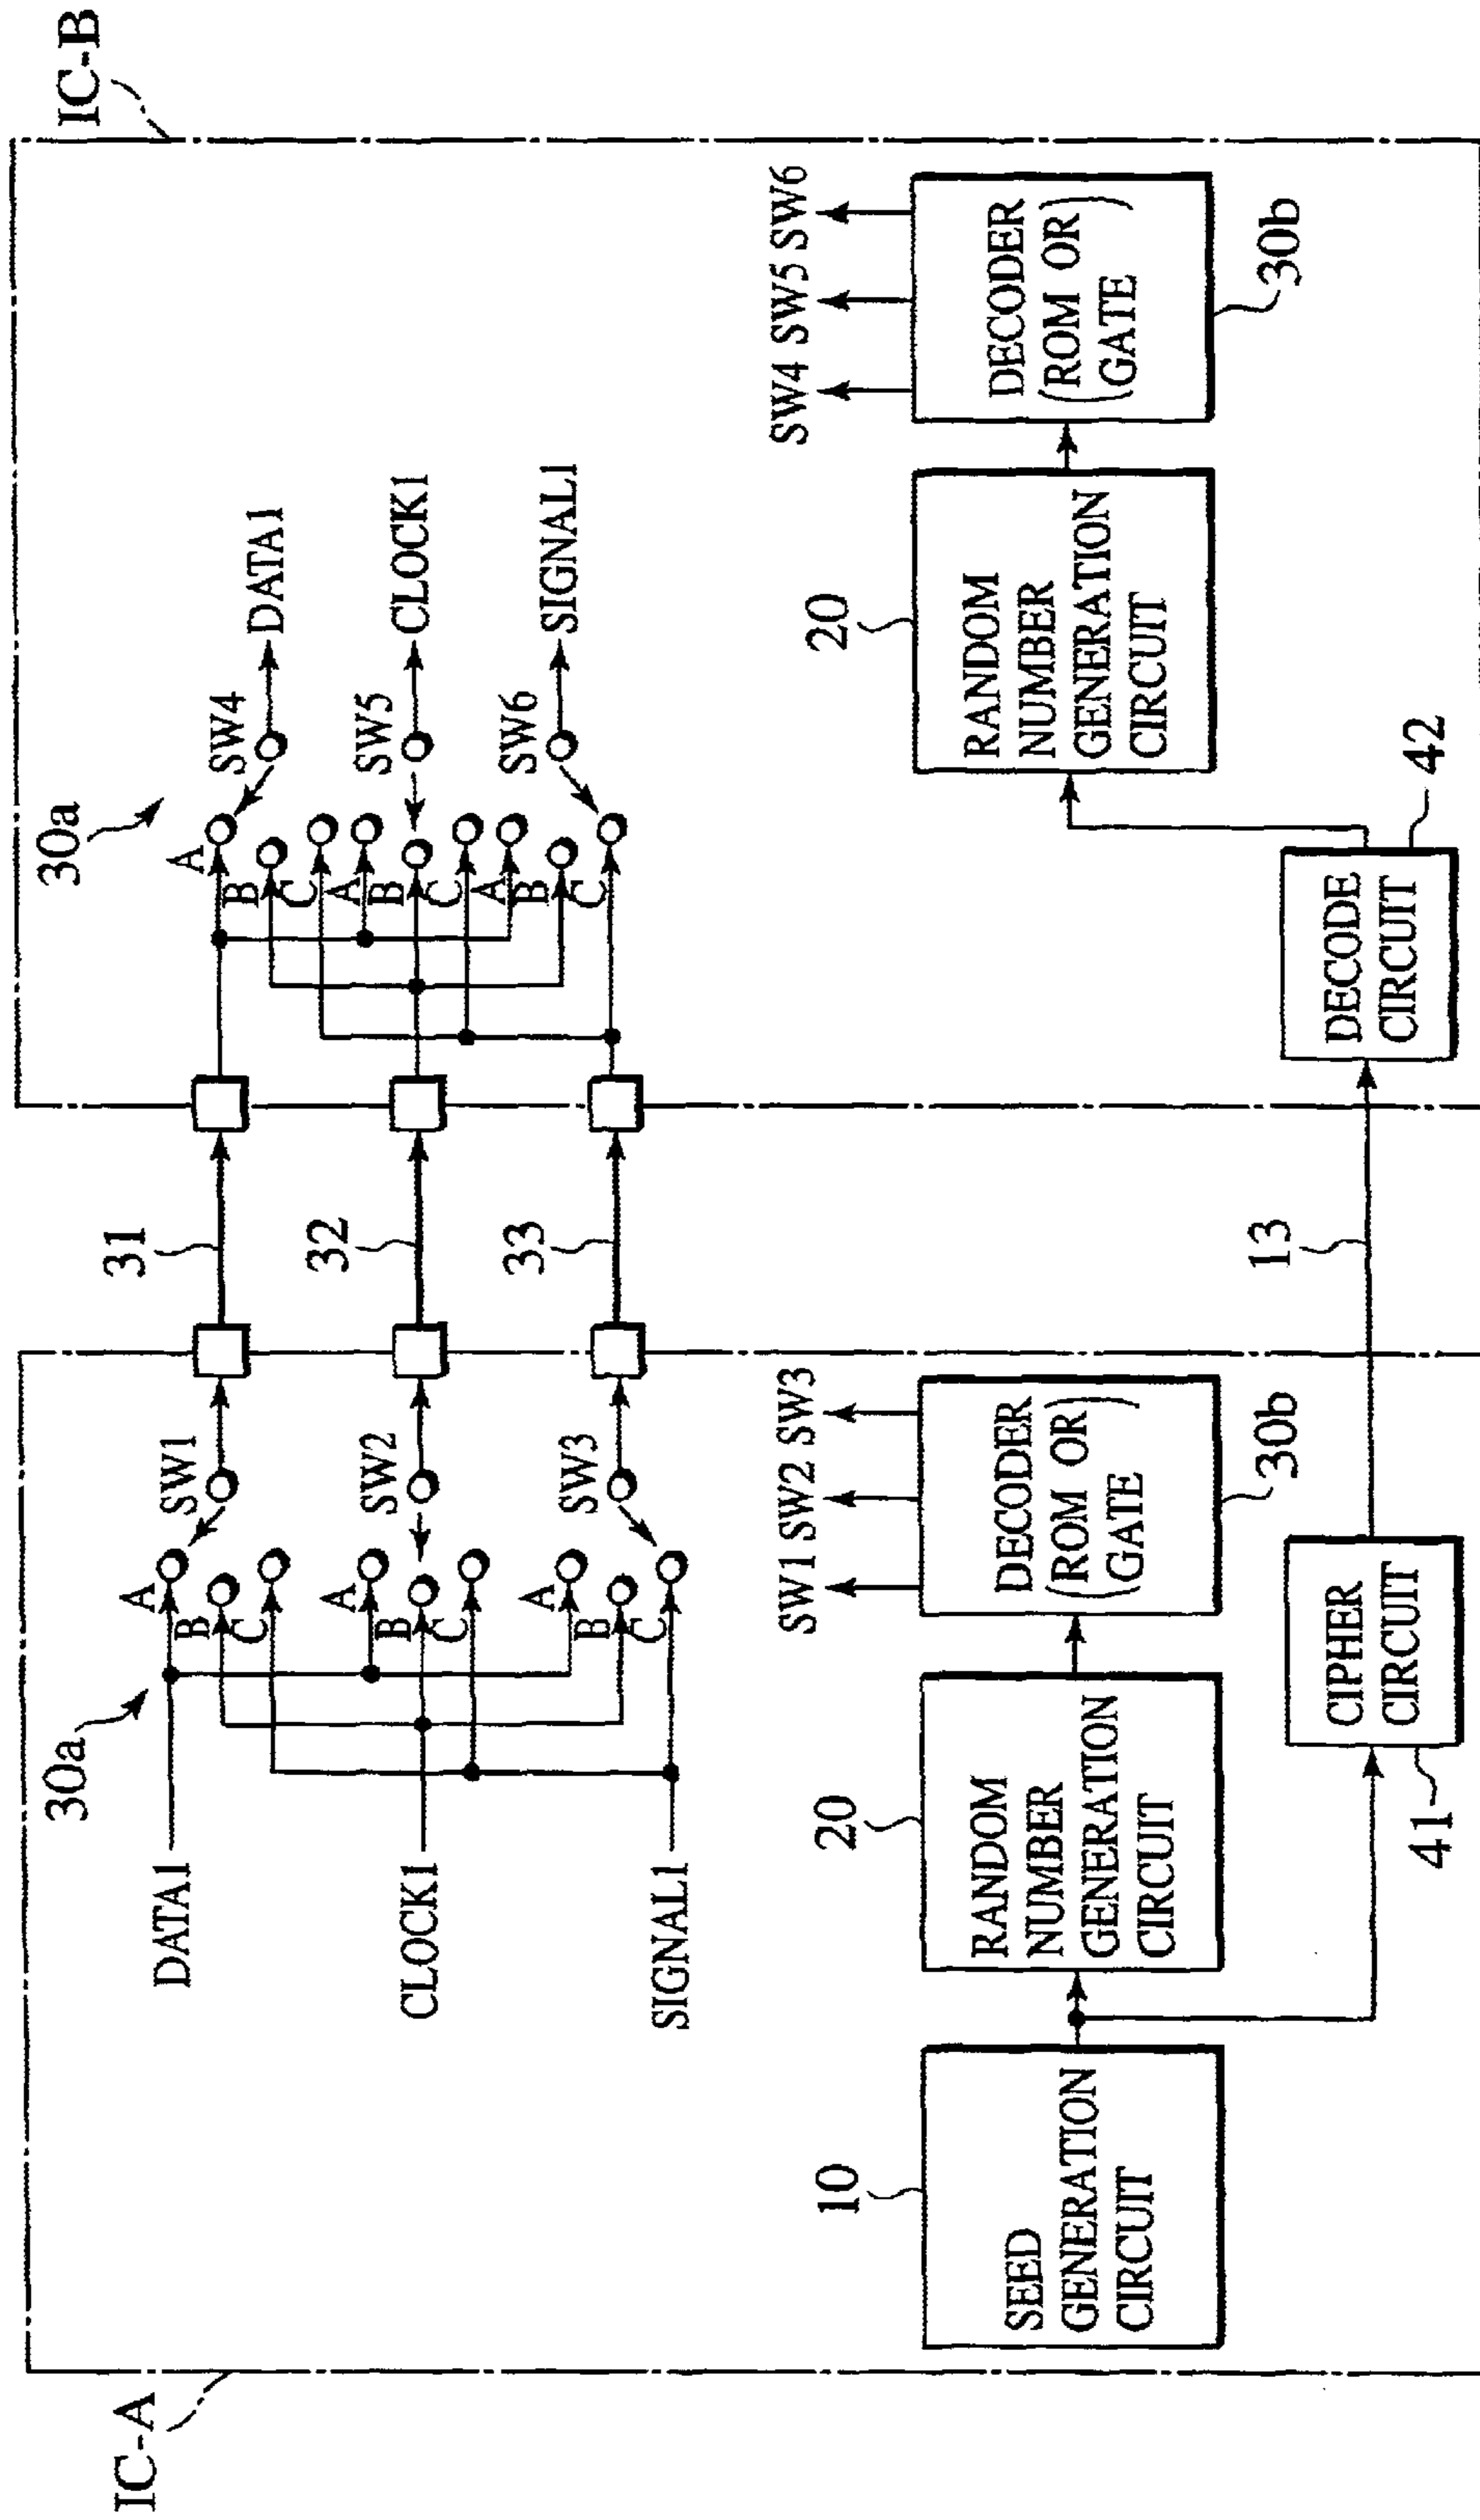 IC-A
IC-B
30a
DATA1
CLOCK1
SIGNAL1
A
B
C
A
B
C
A
B
C
SW1
SW2
SW3
31
32
33
30a
A
B
C
A
B
C
A
B
C
SW4
SW5
SW6
DATA1
CLOCK1
SIGNAL1
10
SEED
GENERATION
CIRCUIT
20
RANDOM
NUMBER
GENERATION
CIRCUIT
SW1 SW2 SW3
DECODER
(ROM OR)
(GATE
30b
CIPHER
CIRCUIT
41
13
DECODE
CIRCUIT
42
20
RANDOM
NUMBER
GENERATION
CIRCUIT
SW4 SW5 SW6
DECODER
(ROM OR)
(GATE
30b